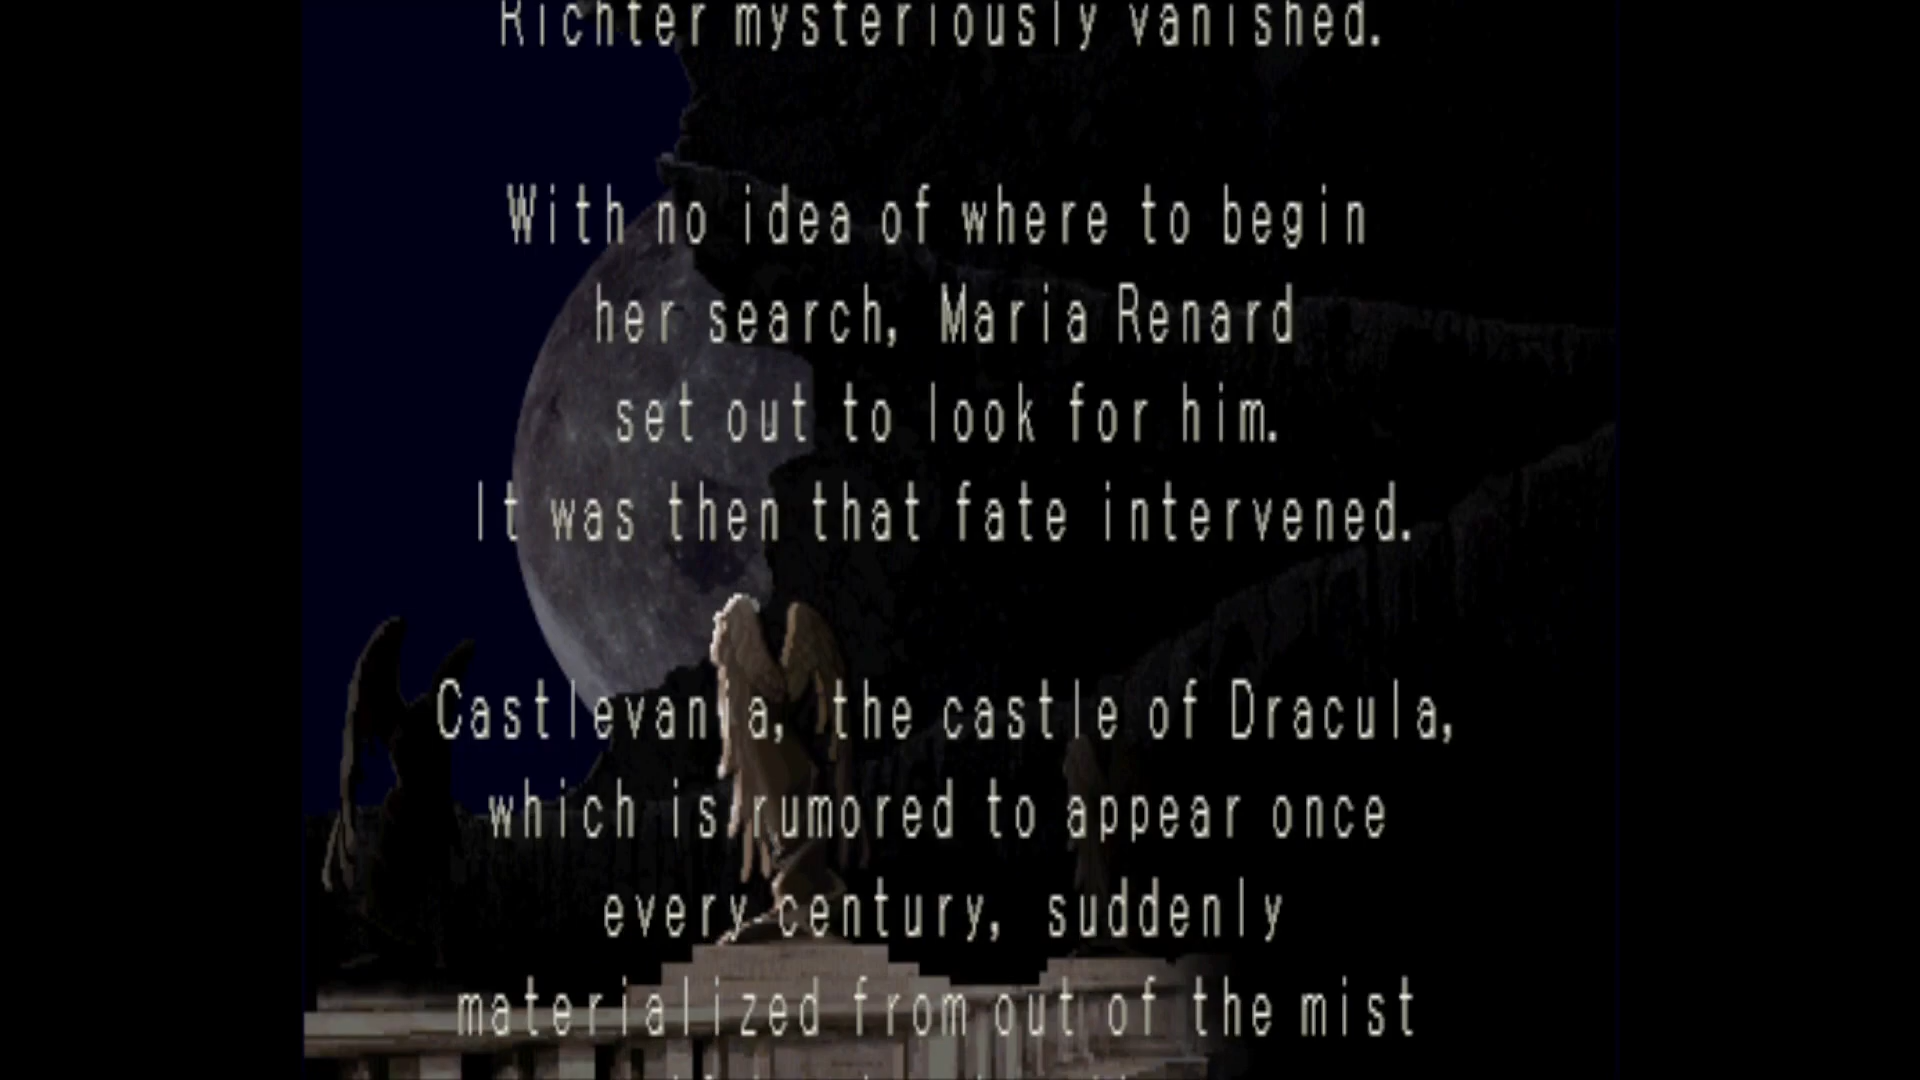 Richter mysteriously vanished.
With no idea of where to begin
her search, Maria Renard
set out to look for him.
It was then that fate intervened.
Castlevania, the castle of Dracula,
which is rumored to appear once
every century, suddenly
materialized from out of the mist